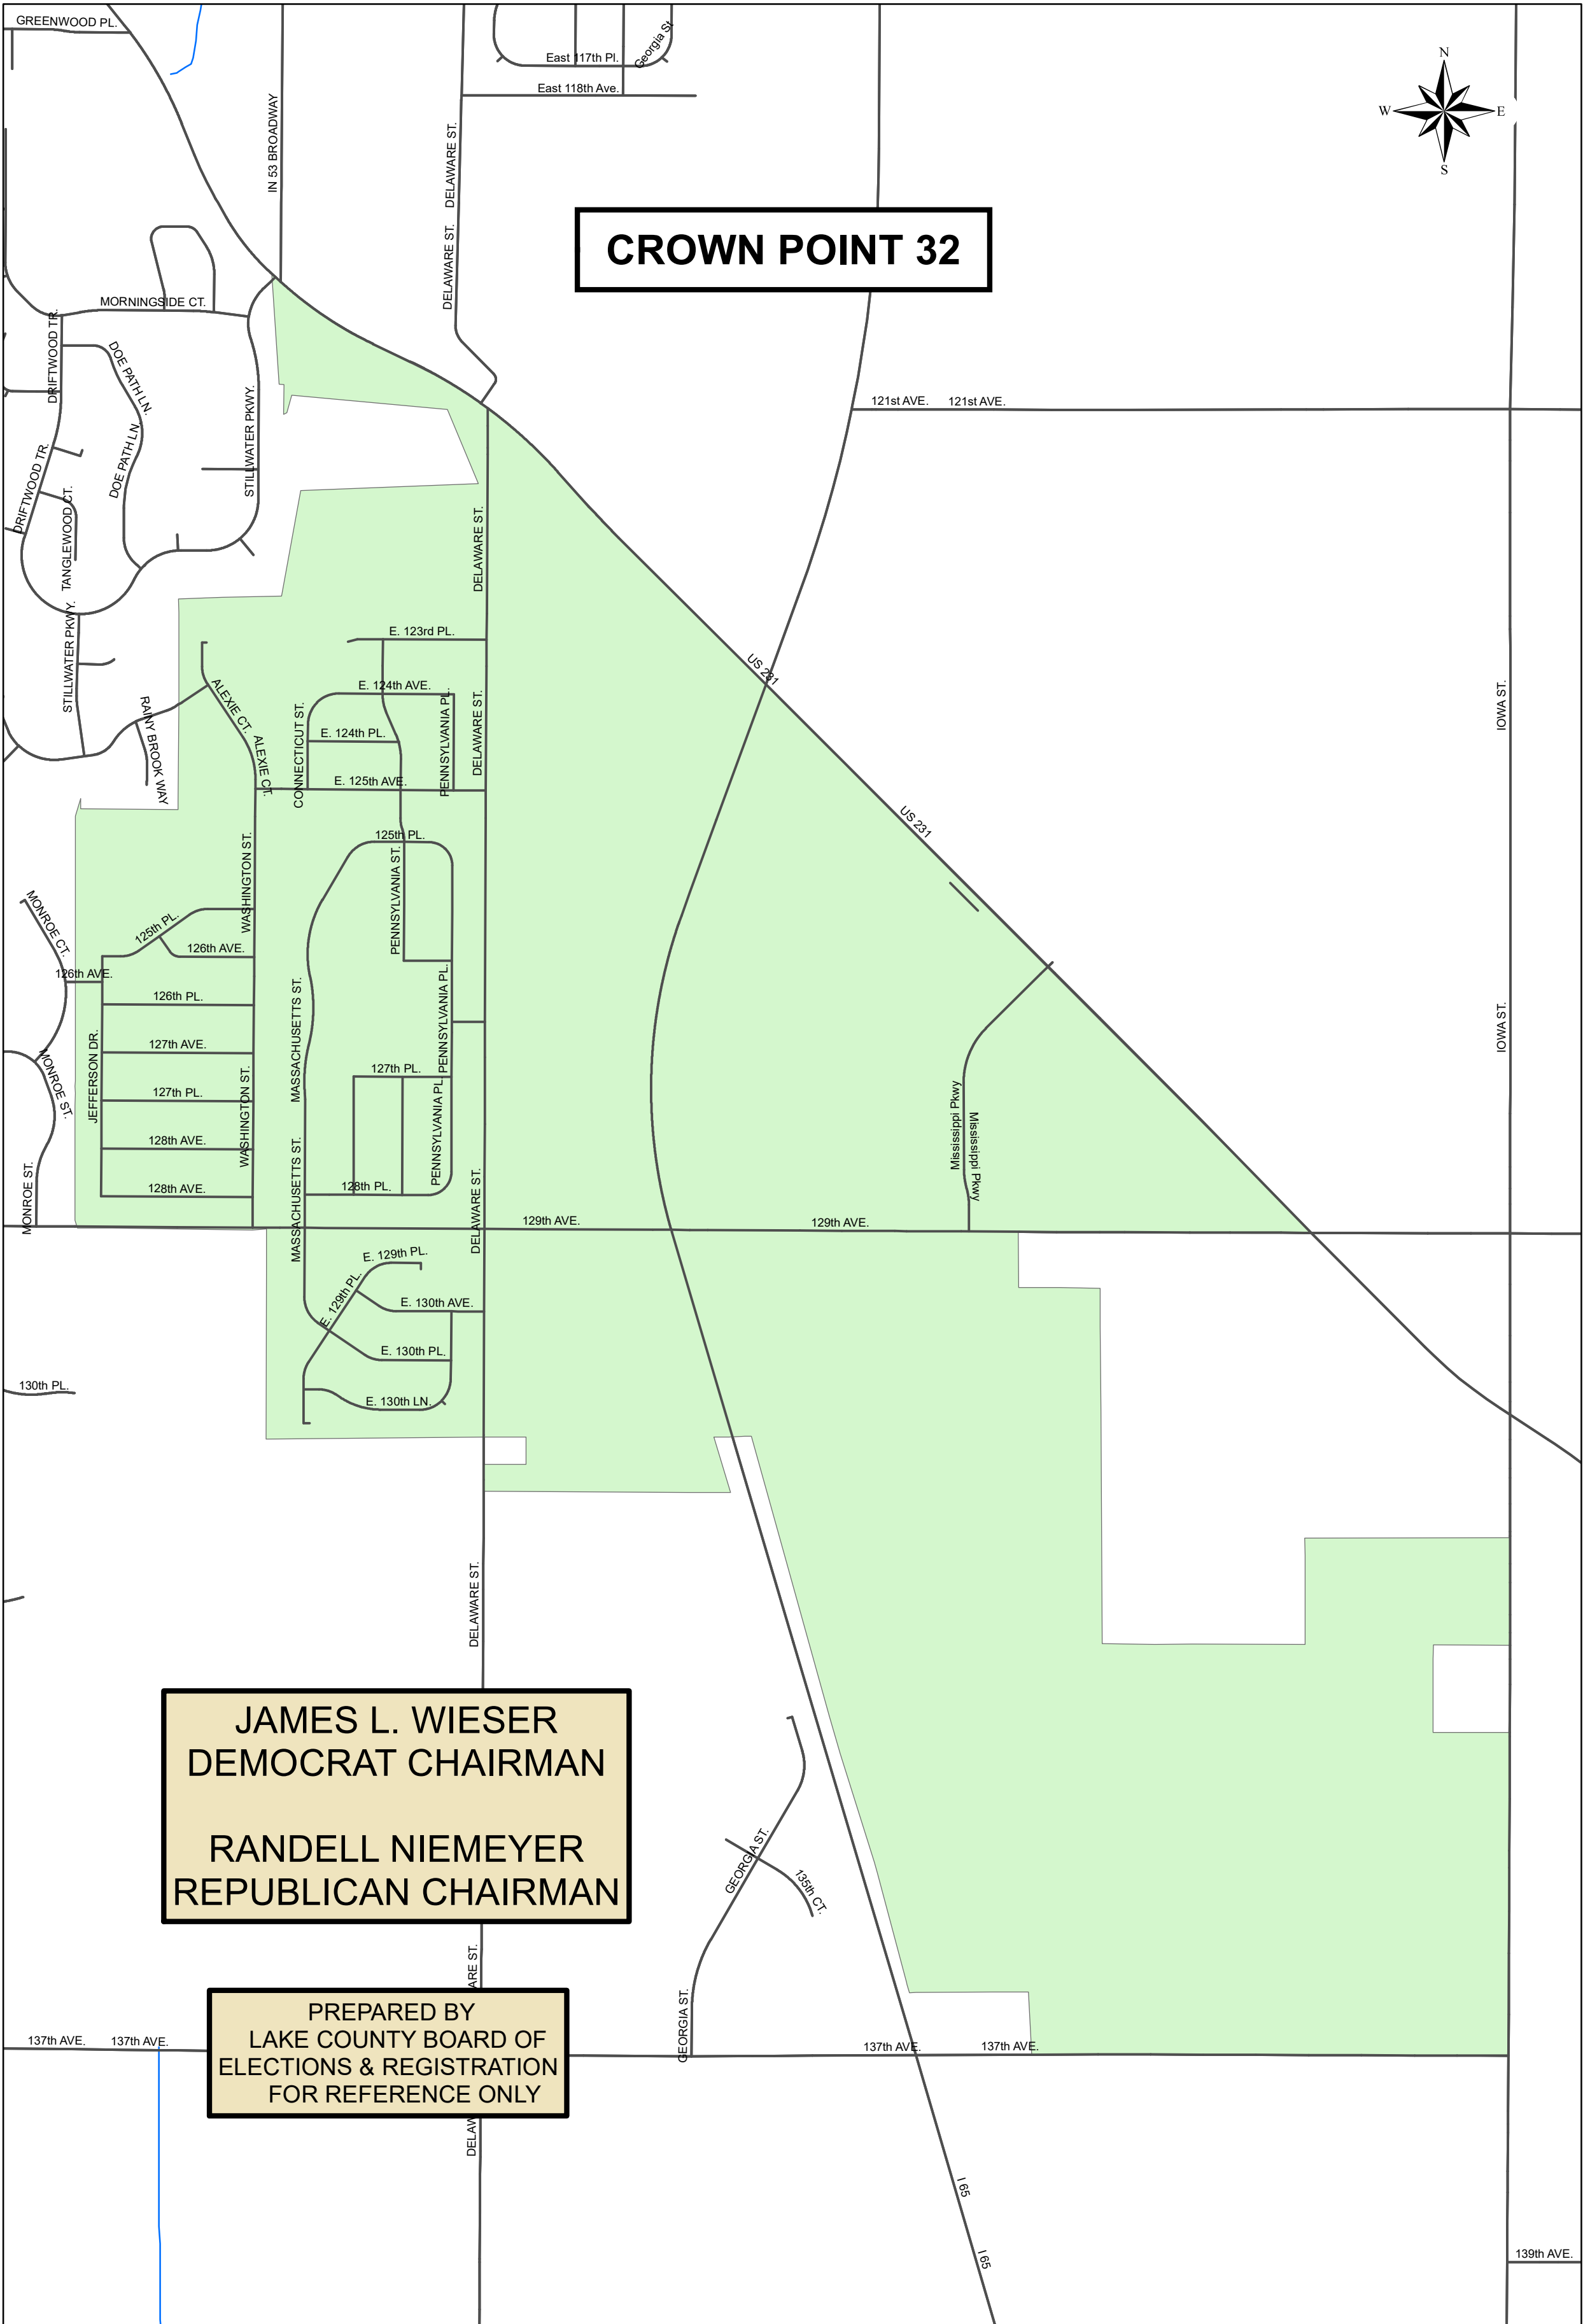 GREENWOOD PL.
IN 53 BROADWAY
DELAWARE ST.
DELAWARE ST.
East 117th Pl.
Georgia St
East 118th Ave.
N
W
E
S
CROWN POINT 32
MORNINGSIDE CT.
DRIFTWOOD TR.
DOE PATH LN.
STILLWATER PKWY.
DRIFTWOOD TR.
DOE PATH LN.
TANGLEWOOD CT.
STILLWATER PKWY.
121st AVE.
121st AVE.
DELAWARE ST.
E. 123rd PL.
US 231
IOWA ST.
RAINY BROOK WAY
ALEXIE CT.
ALEXIE CT.
CONNECTICUT ST.
E. 124th AVE.
E. 124th PL.
PENNSYLVANIA PL.
DELAWARE ST.
E. 125th AVE.
US 231
WASHINGTON ST.
125th PL.
PENNSYLVANIA ST.
MONROE CT.
125th PL.
126th AVE.
126th AVE.
126th PL.
MASSACHUSETTS ST.
PENNSYLVANIA PL.
127th AVE.
JEFFERSON DR.
MONROE ST.
127th PL.
127th PL.
PENNSYLVANIA PL.
WASHINGTON ST.
128th AVE.
128th AVE.
MONROE ST.
MASSACHUSETTS ST.
128th PL.
DELAWARE ST.
Mississippi Pkwy
Mississippi Pkwy
IOWA ST.
129th AVE.
129th AVE.
E. 129th PL.
E. 129th PL.
E. 130th AVE.
E. 130th PL.
E. 130th LN.
130th PL.
DELAWARE ST.
JAMES L. WIESER
DEMOCRAT CHAIRMAN
RANDELL NIEMEYER
REPUBLICAN CHAIRMAN
GEORGIA ST.
135th CT.
ARE ST.
GEORGIA ST.
PREPARED BY
LAKE COUNTY BOARD OF
ELECTIONS & REGISTRATION
FOR REFERENCE ONLY
137th AVE.
137th AVE.
137th AVE.
137th AVE.
DELAW
I 65
I 65
139th AVE.